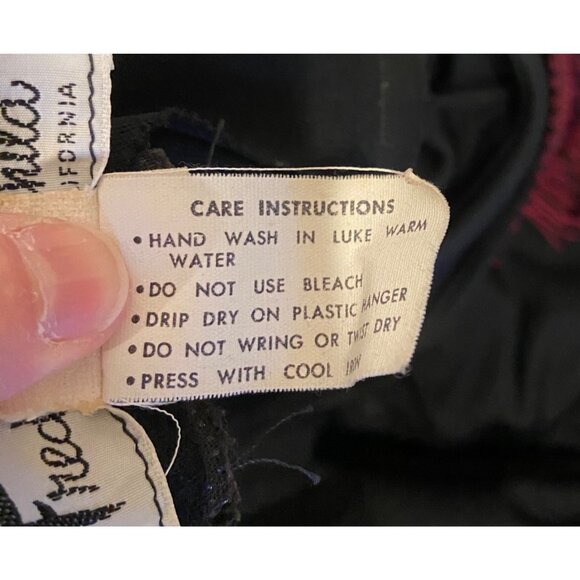 CARE INSTRUCTIONS
• HAND WASH IN LUKE WARM
WATER
• DO NOT USE BLEACH
• DRIP DRY ON PLASTIC HANGER
• DO NOT WRING OR TWIST DRY
• PRESS WITH COOL IRON